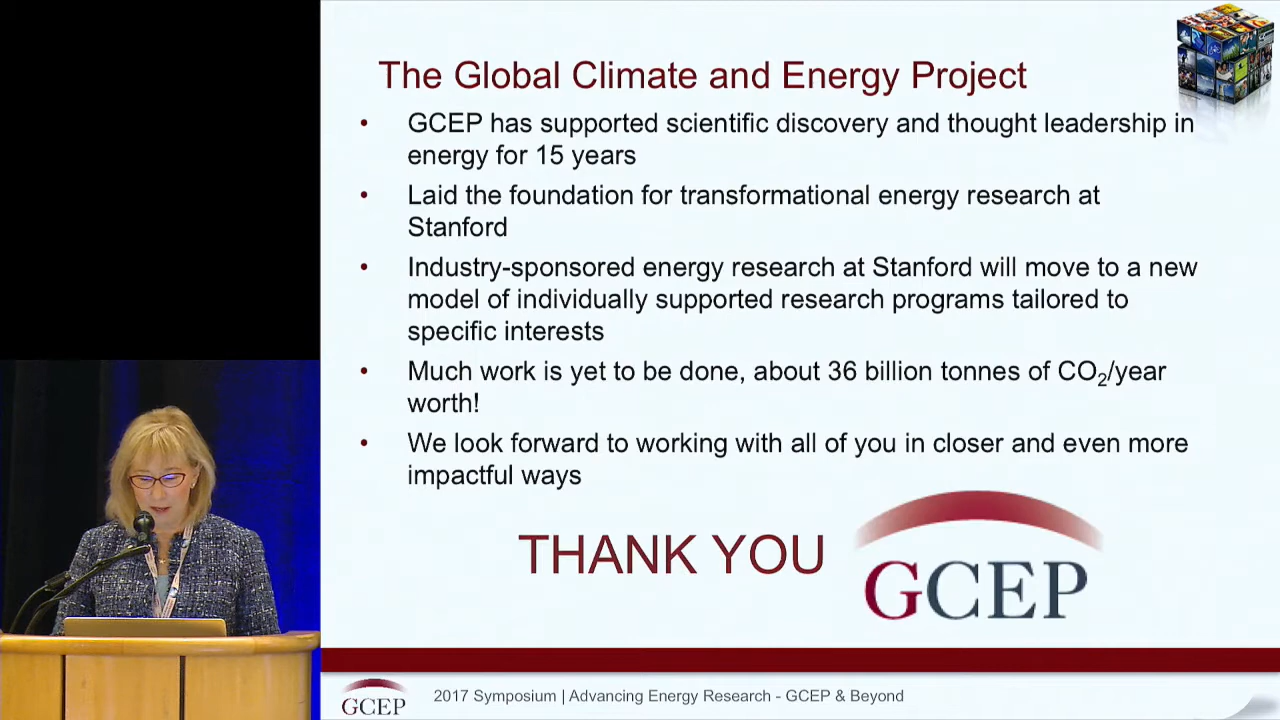 The Global Climate and Energy Project
• GCEP has supported scientific discovery and thought leadership in
energy for 15 years
• Laid the foundation for transformational energy research at
Stanford
• Industry-sponsored energy research at Stanford will move to a new
model of individually supported research programs tailored to
specific interests
• Much work is yet to be done, about 36 billion tonnes of CO₂/year
worth!
• We look forward to working with all of you in closer and even more
impactful ways
THANK YOU
GCEP
GCEP
2017 Symposium | Advancing Energy Research - GCEP & Beyond